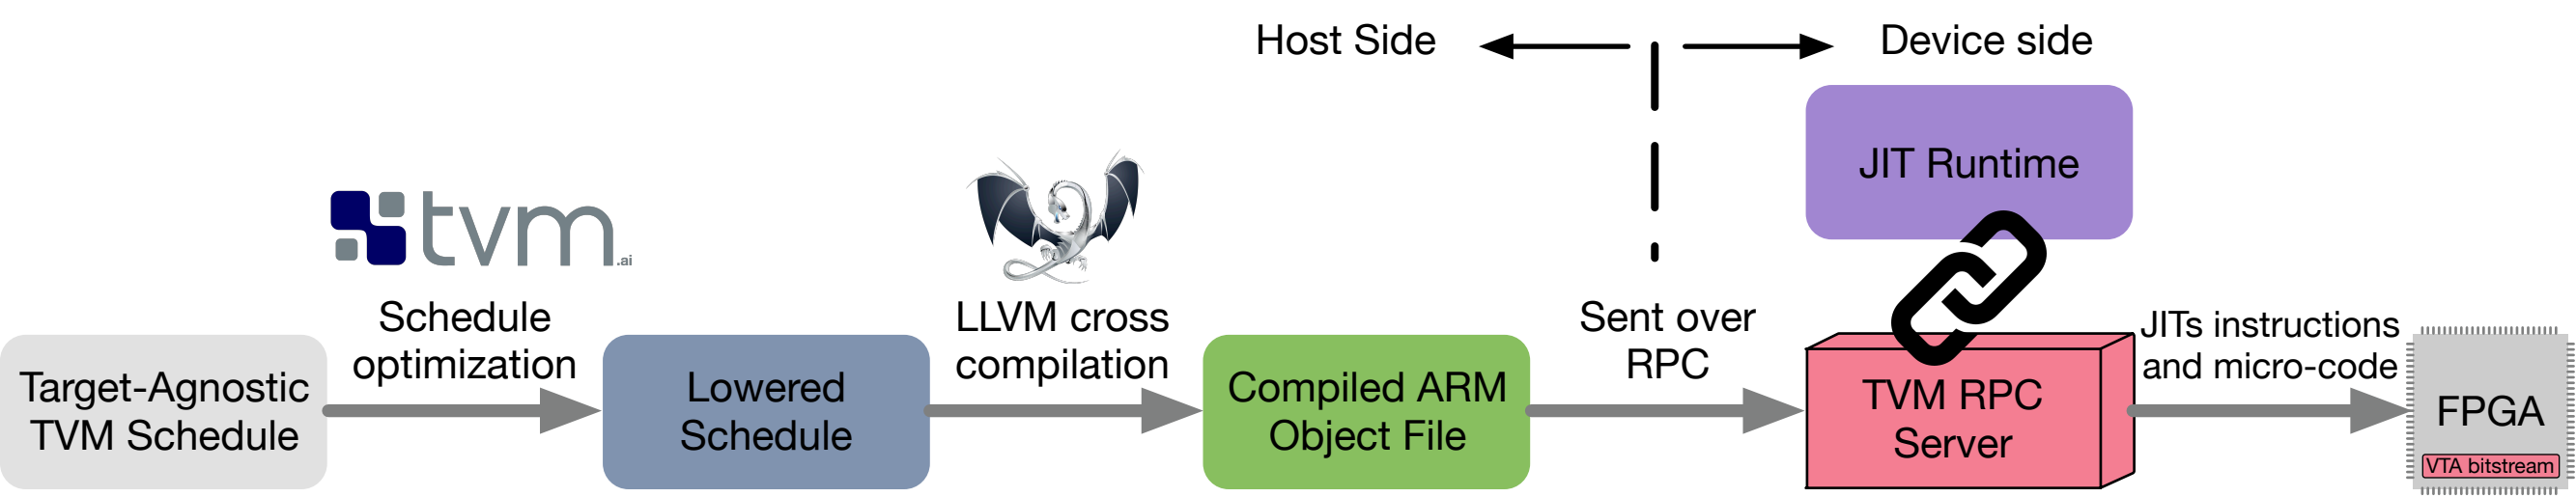 Host Side
Device side
JIT Runtime
tvm
.ai
Schedule
optimization
LLVM cross
compilation
Sent over
RPC
JITs instructions
and micro-code
Target-Agnostic
TVM Schedule
Lowered
Schedule
Compiled ARM
Object File
TVM RPC
Server
FPGA
VTA bitstream